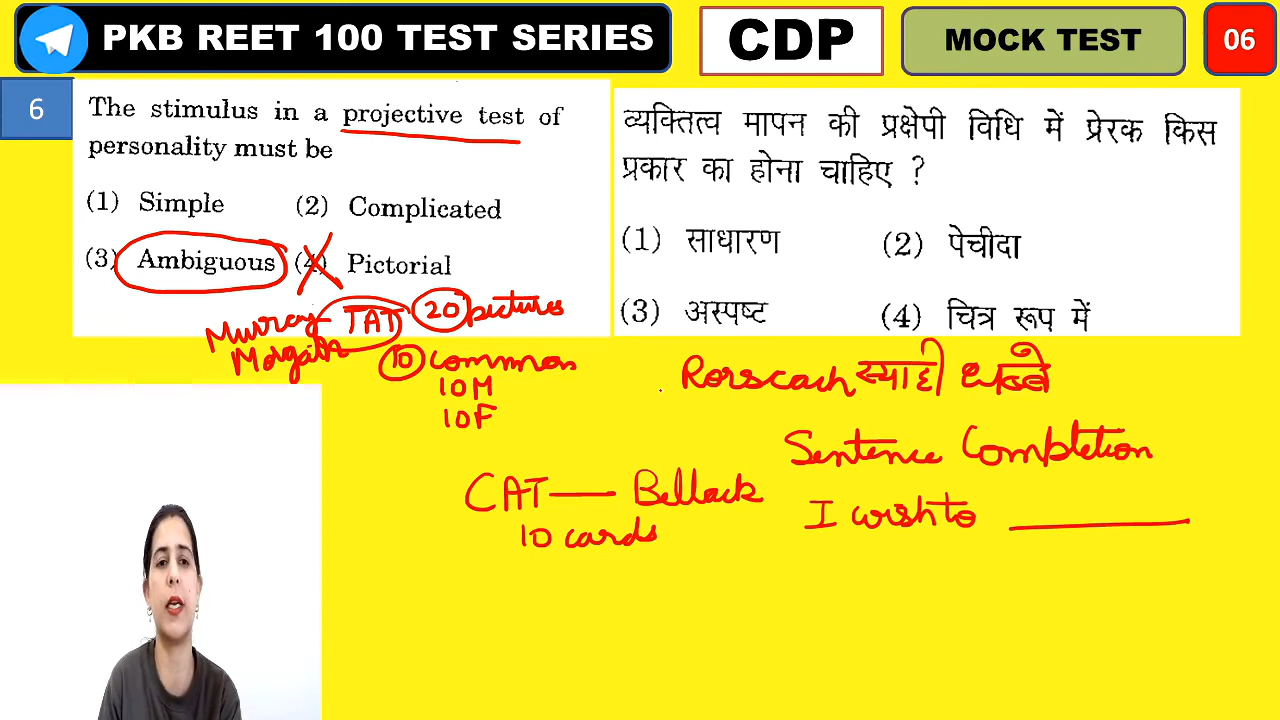 PKB REET 100 TEST SERIES
CDP
MOCK TEST
06
6
The stimulus in a projective test of
personality must be
(1) Simple (2) Complicated
(3) Ambiguous (4) Pictorial
Murray TAT 20 pictures
10 common
10M
10F
व्यक्तित्व मापन की प्रक्षेपी विधि में प्रेरक किस
प्रकार का होना चाहिए ?
(1) साधारण (2) पेचीदा
(3) अस्पष्ट (4) चित्र रूप में
Rorscach स्याही धब्बे
Sentence Completion
I wish to
CAT — Bellack
10 cards